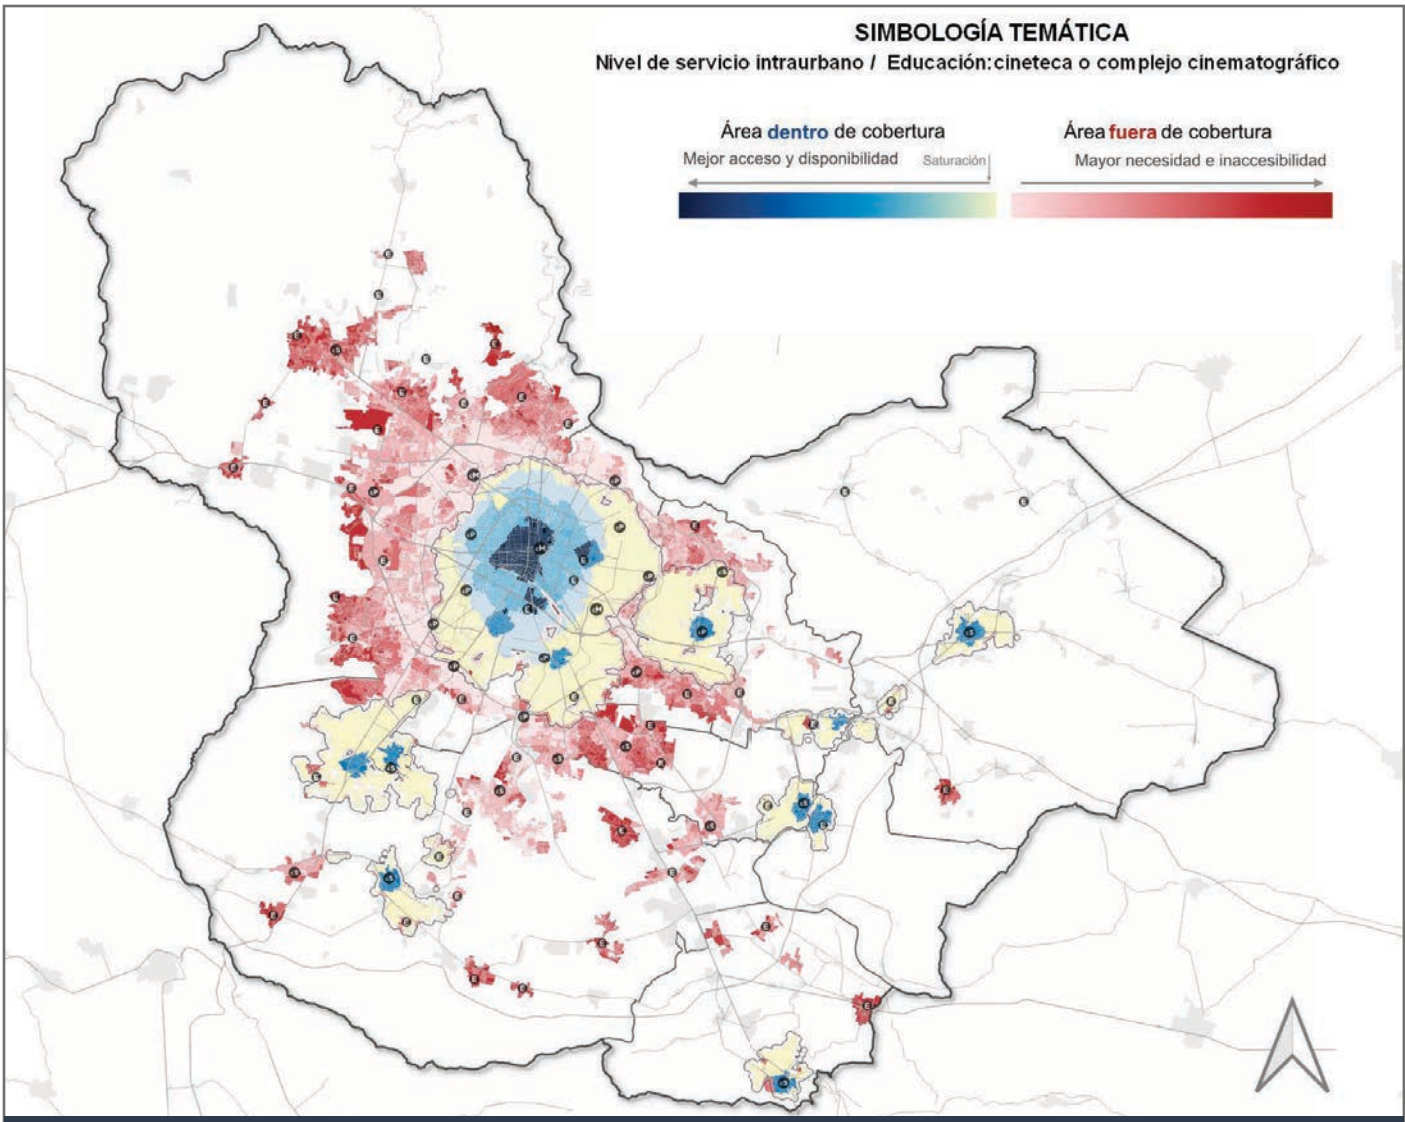 SIMBOLOGÍA TEMÁTICA
Nivel de servicio intraurbano / Educación:cineteca o complejo cinematográfico
Área dentro de cobertura
Área fuera de cobertura
Mejor acceso y disponibilidad
Saturación
Mayor necesidad e inaccesibilidad